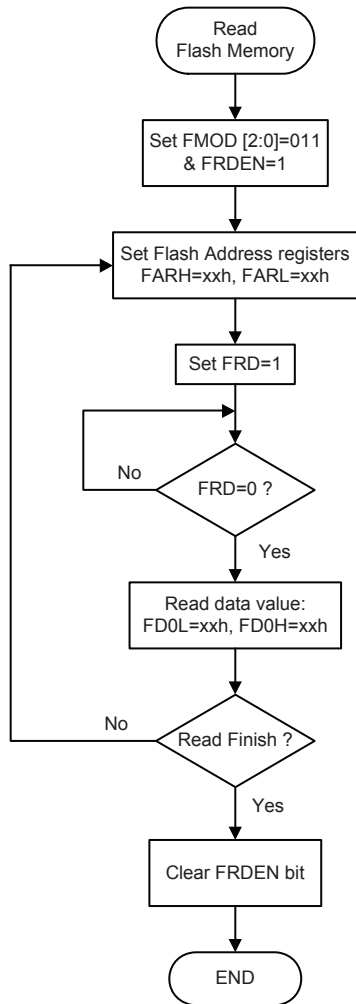 Read
Flash Memory
Set FMOD [2:0]=011
& FRDEN=1
Set Flash Address registers
FARH=xxh, FARL=xxh
Set FRD=1
No
FRD=0 ?
Yes
Read data value:
FD0L=xxh, FD0H=xxh
No
Read Finish ?
Yes
Clear FRDEN bit
END